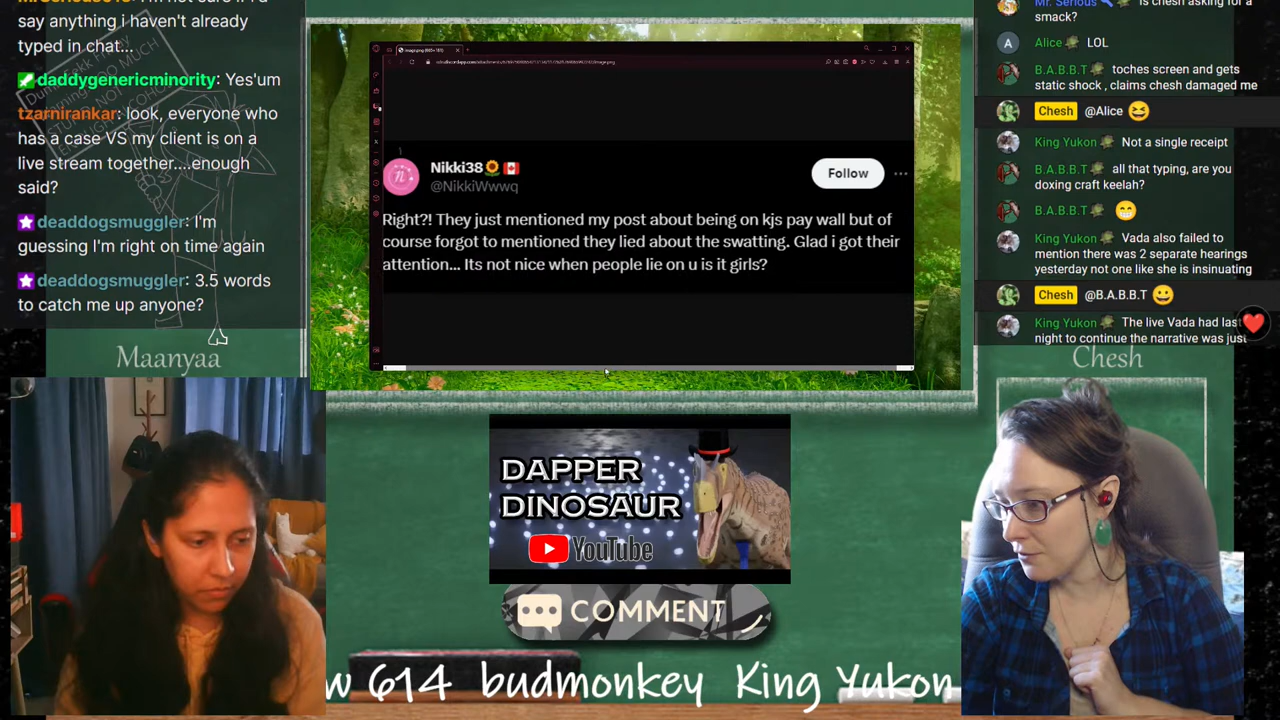 say anything I haven't already
typed in chat...
daddygenericminority: Yes'um
tzarnirankar: look, everyone who
has a case VS my client is on a
live stream together....enough
said?
deaddogsmuggler: I'm
guessing I'm right on time again
deaddogsmuggler: 3.5 words
to catch me up anyone?
Maanyaa
Nikki38
@NikkiWwwq
Follow
Right?! They just mentioned my post about being on kjs pay wall but of
course forgot to mentioned they lied about the swatting. Glad i got their
attention... Its not nice when people lie on u is it girls?
Mr. Serious is chesh asking for a
smack?
A Alice LOL
B.A.B.B.T toches screen and gets
static shock , claims chesh damaged me
Chesh @Alice
King Yukon Not a single receipt
B.A.B.B.T all that typing, are you
doxing craft keelah?
B.A.B.B.T
King Yukon Vada also failed to
mention there was 2 separate hearings
yesterday not one like she is insinuating
Chesh @B.A.B.B.T
King Yukon The live Vada had last
night to continue the narrative was just
Chesh
DAPPER
DINOSAUR
YouTube
COMMENT
w 614 budmonkey King Yukon